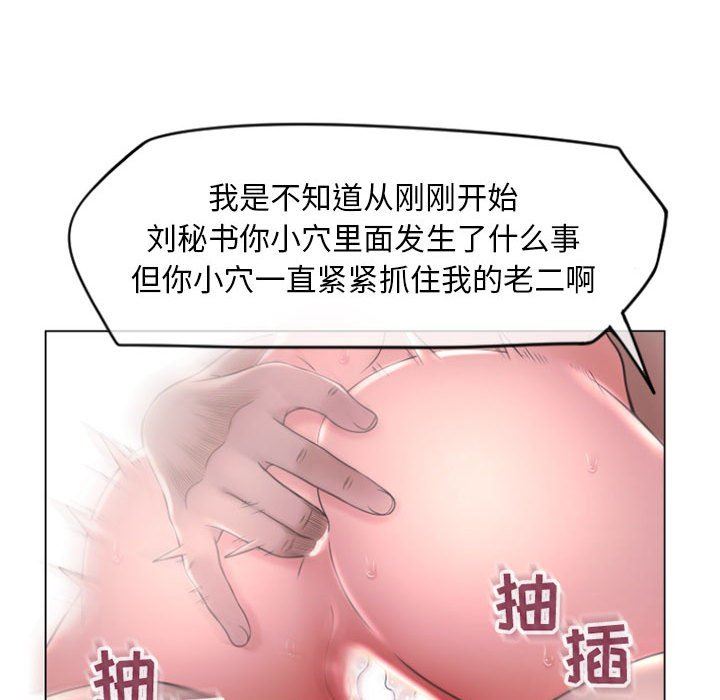 我是不知道从刚刚开始
刘秘书你小穴里面发生了什么事
但你小穴一直紧紧抓住我的老二啊
抽
抽
插